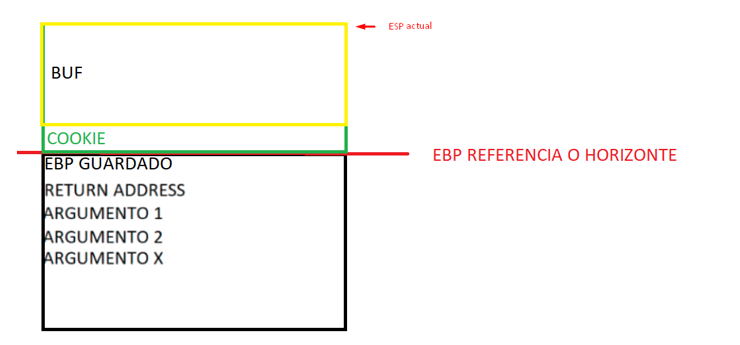 ESP actual
BUF
COOKIE
EBP REFERENCIA O HORIZONTE
EBP GUARDADO
RETURN ADDRESS
ARGUMENTO 1
ARGUMENTO 2
ARGUMENTO X